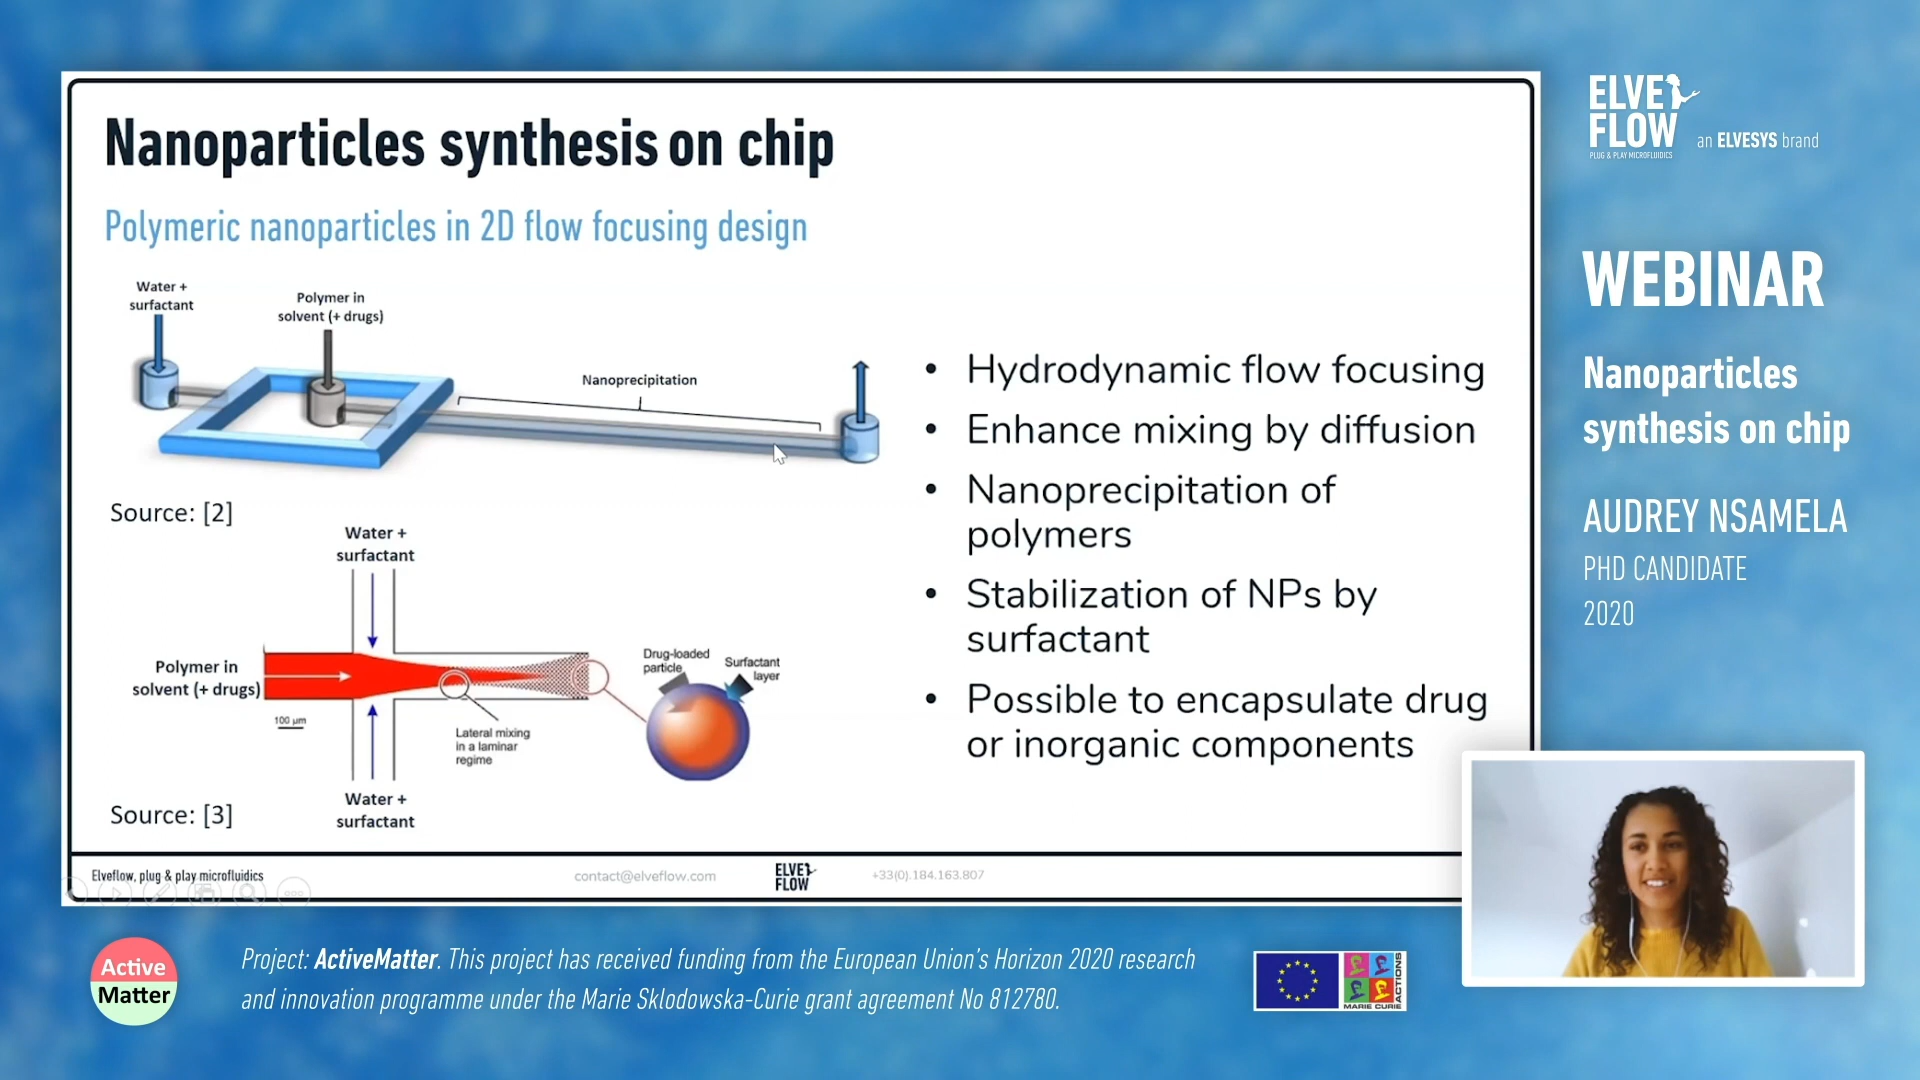 Nanoparticles synthesis on chip
Polymeric nanoparticles in 2D flow focusing design
Water +
surfactant
Polymer in
solvent (+ drugs)
Nanoprecipitation
Source: [2]
Water +
surfactant
Polymer in
solvent (+ drugs)
100 µm
Lateral mixing
in a laminar
regime
Drug-loaded
particle
Surfactant
layer
Water +
surfactant
Source: [3]
• Hydrodynamic flow focusing
• Enhance mixing by diffusion
• Nanoprecipitation of
polymers
• Stabilization of NPs by
surfactant
• Possible to encapsulate drug
or inorganic components
Elveflow, plug & play microfluidics
contact@elveflow.com
ELVE
FLOW
+33(0).184.163.807
ELVE
FLOW
PLUG & PLAY MICROFLUIDICS
an ELVESYS brand
WEBINAR
Nanoparticles
synthesis on chip
AUDREY NSAMELA
PHD CANDIDATE
2020
Active
Matter
Project: ActiveMatter. This project has received funding from the European Union's Horizon 2020 research
and innovation programme under the Marie Sklodowska-Curie grant agreement No 812780.
MARIE CURIE
ACTIONS